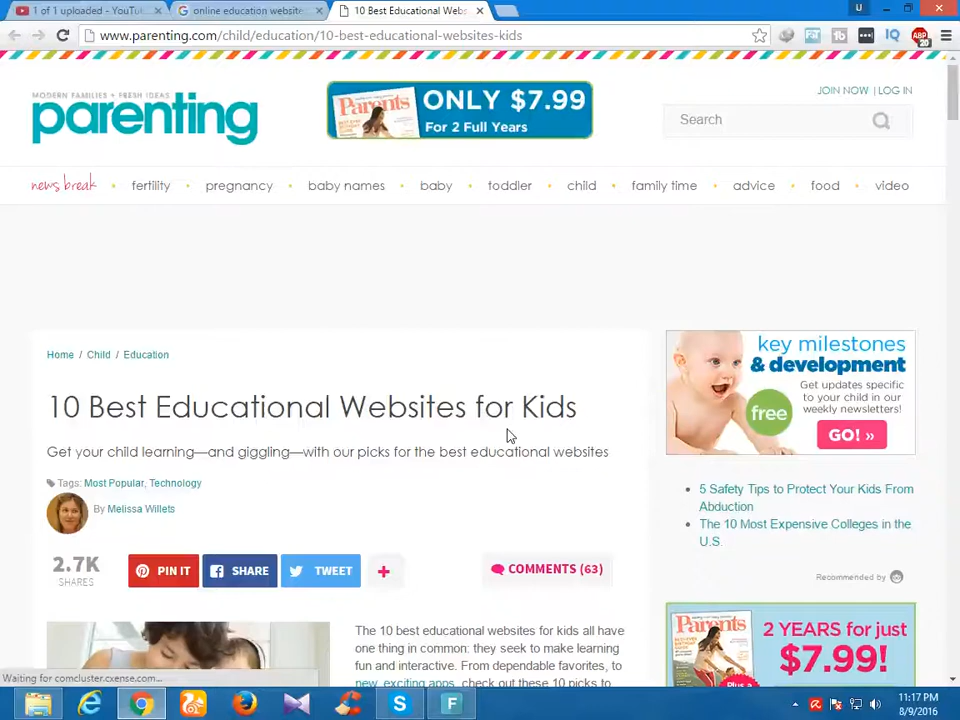 1 of 1 uploaded - YouTu
online education website
10 Best Educational Webs
U
www.parenting.com/child/education/10-best-educational-websites-kids
IQ
ABP
20
MODERN FAMILIES + FRESH IDEAS
parenting
Parents
ONLY $7.99
For 2 Full Years
JOIN NOW | LOG IN
Search
news break
fertility
pregnancy
baby names
baby
toddler
child
family time
advice
food
video
Home / Child / Education
10 Best Educational Websites for Kids
Get your child learning—and giggling—with our picks for the best educational websites
Tags: Most Popular, Technology
By Melissa Willets
2.7K
SHARES
PIN IT
SHARE
TWEET
+
COMMENTS (63)
The 10 best educational websites for kids all have
one thing in common: they seek to make learning
fun and interactive. From dependable favorites, to
new, exciting apps, check out these 10 picks to
key milestones
& development
free
Get updates specific
to your child in our
weekly newsletters!
GO! »
5 Safety Tips to Protect Your Kids From
Abduction
The 10 Most Expensive Colleges in the
U.S.
Recommended by
Parents
2 YEARS for just
$7.99!
Plus a
Waiting for comcluster.cxense.com...
S
F
11:17 PM
8/9/2016